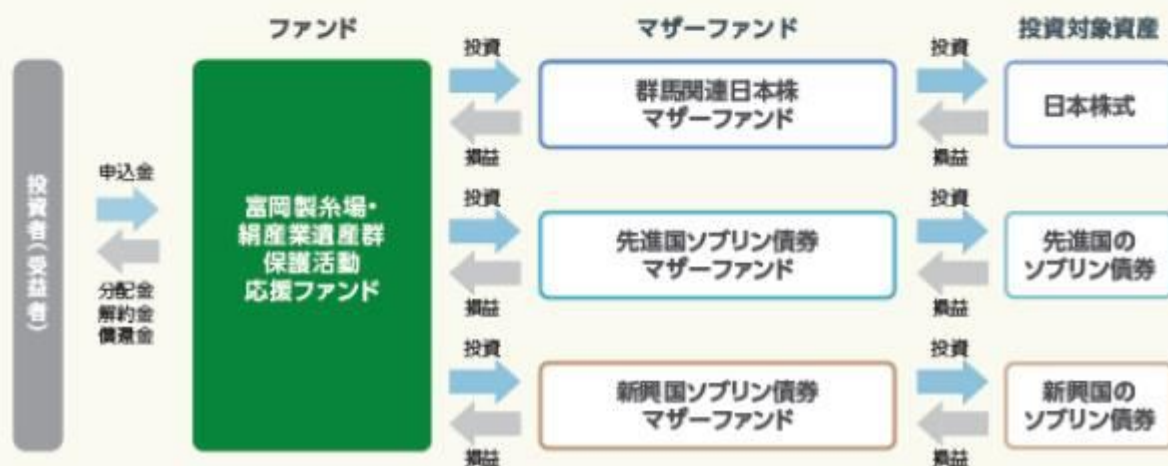 ファンド
マザーファンド
投資対象資産
投資者(受益者)
申込金
分配金
解約金
償還金
富岡製糸場・
絹産業遺産群
保護活動
応援ファンド
投資
損益
群馬関連日本株
マザーファンド
投資
損益
日本株式
投資
損益
先進国ソブリン債券
マザーファンド
投資
損益
先進国の
ソブリン債券
投資
損益
新興国ソブリン債券
マザーファンド
投資
損益
新興国の
ソブリン債券